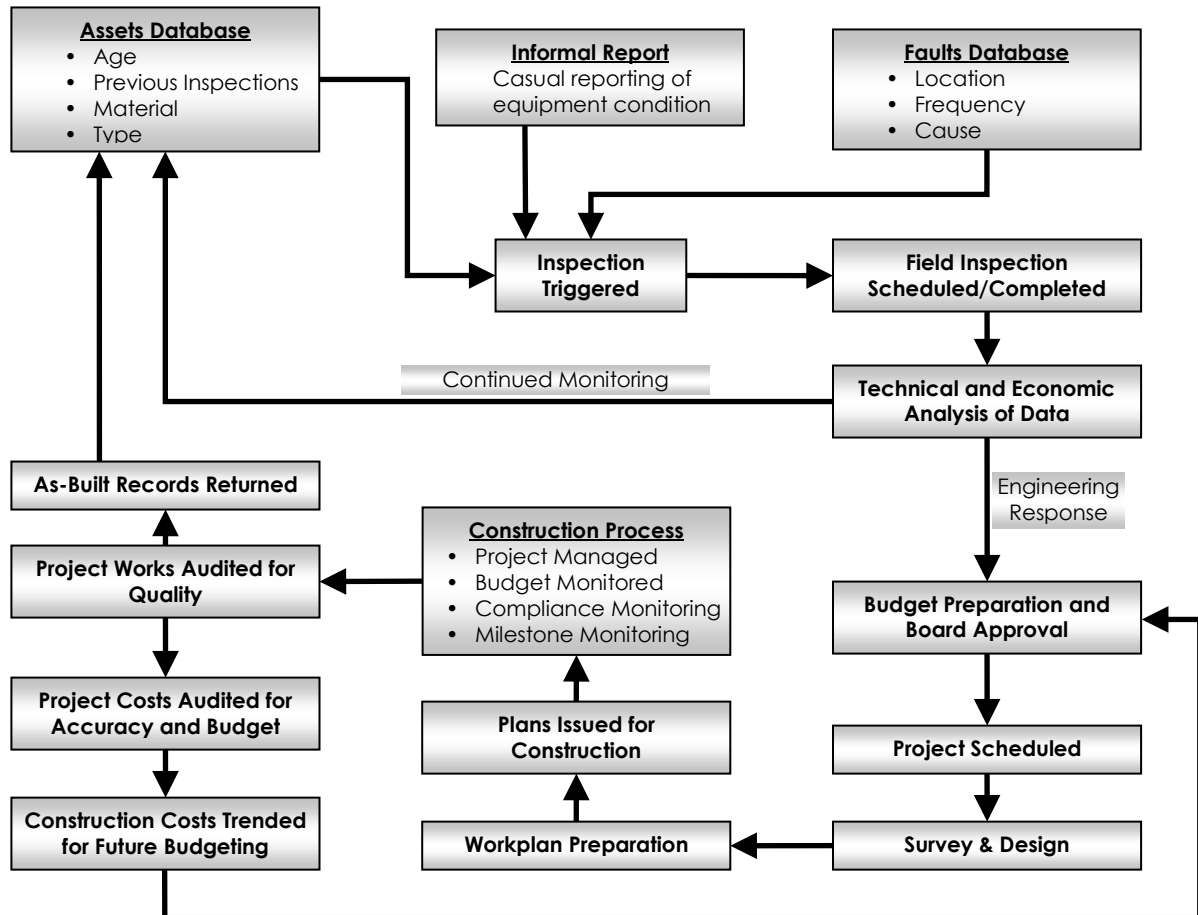 Assets Database
• Age
• Previous Inspections
• Material
• Type
Informal Report
Casual reporting of
equipment condition
Faults Database
• Location
• Frequency
• Cause
Inspection
Triggered
Field Inspection
Scheduled/Completed
Continued Monitoring
Technical and Economic
Analysis of Data
Engineering
Response
As-Built Records Returned
Project Works Audited for
Quality
Construction Process
• Project Managed
• Budget Monitored
• Compliance Monitoring
• Milestone Monitoring
Budget Preparation and
Board Approval
Project Costs Audited for
Accuracy and Budget
Plans Issued for
Construction
Project Scheduled
Construction Costs Trended
for Future Budgeting
Workplan Preparation
Survey & Design